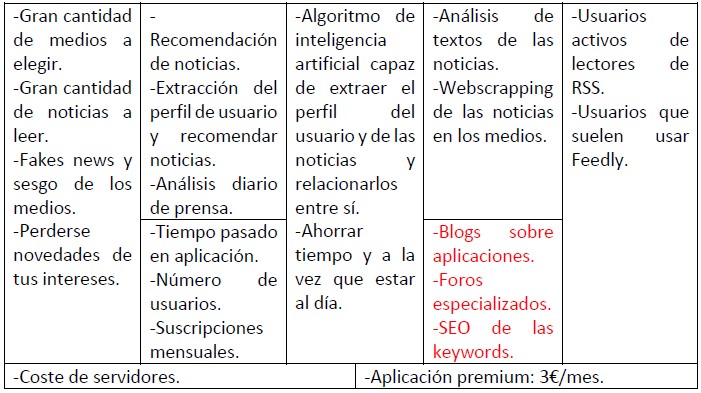 -Gran cantidad
de medios a
elegir.
-Gran cantidad
de noticias a
leer.
-Fakes news y
sesgo de los
medios.
-Perderse
novedades de
tus intereses.
-
Recomendación
de noticias.
-Extracción del
perfil de usuario
y recomendar
noticias.
-Análisis diario
de prensa.
-Tiempo pasado
en aplicación.
-Número de
usuarios.
-Suscripciones
mensuales.
-Algoritmo de
inteligencia
artificial capaz
de extraer el
perfil del
usuario y de las
noticias y
relacionarlos
entre sí.
-Ahorrar
tiempo y a la
vez que estar
al día.
-Análisis de
textos de las
noticias.
-Webscrapping
de las noticias
en los medios.
-Blogs sobre
aplicaciones.
-Foros
especializados.
-SEO de las
keywords.
-Usuarios
activos de
lectores de
RSS.
-Usuarios que
suelen usar
Feedly.
-Coste de servidores.
-Aplicación premium: 3€/mes.